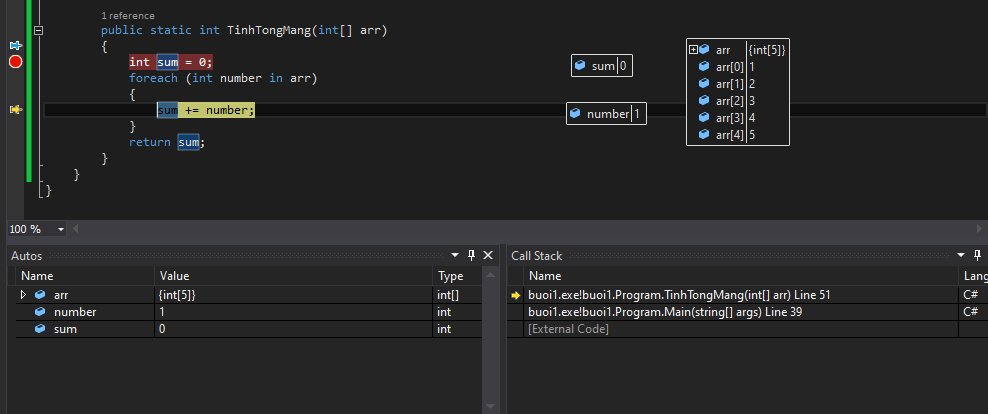 1 reference
public static int TinhTongMang(int[] arr)
{
int sum = 0;
foreach (int number in arr)
{
sum += number;
}
return sum;
}
}
}
sum 0
number 1
arr {int[5]}
arr[0] 1
arr[1] 2
arr[2] 3
arr[3] 4
arr[4] 5
100 %
Autos
Name Value Type
arr {int[5]} int[]
number 1 int
sum 0 int
Call Stack
Name Lang
buoi1.exe!buoi1.Program.TinhTongMang(int[] arr) Line 51 C#
buoi1.exe!buoi1.Program.Main(string[] args) Line 39 C#
[External Code]